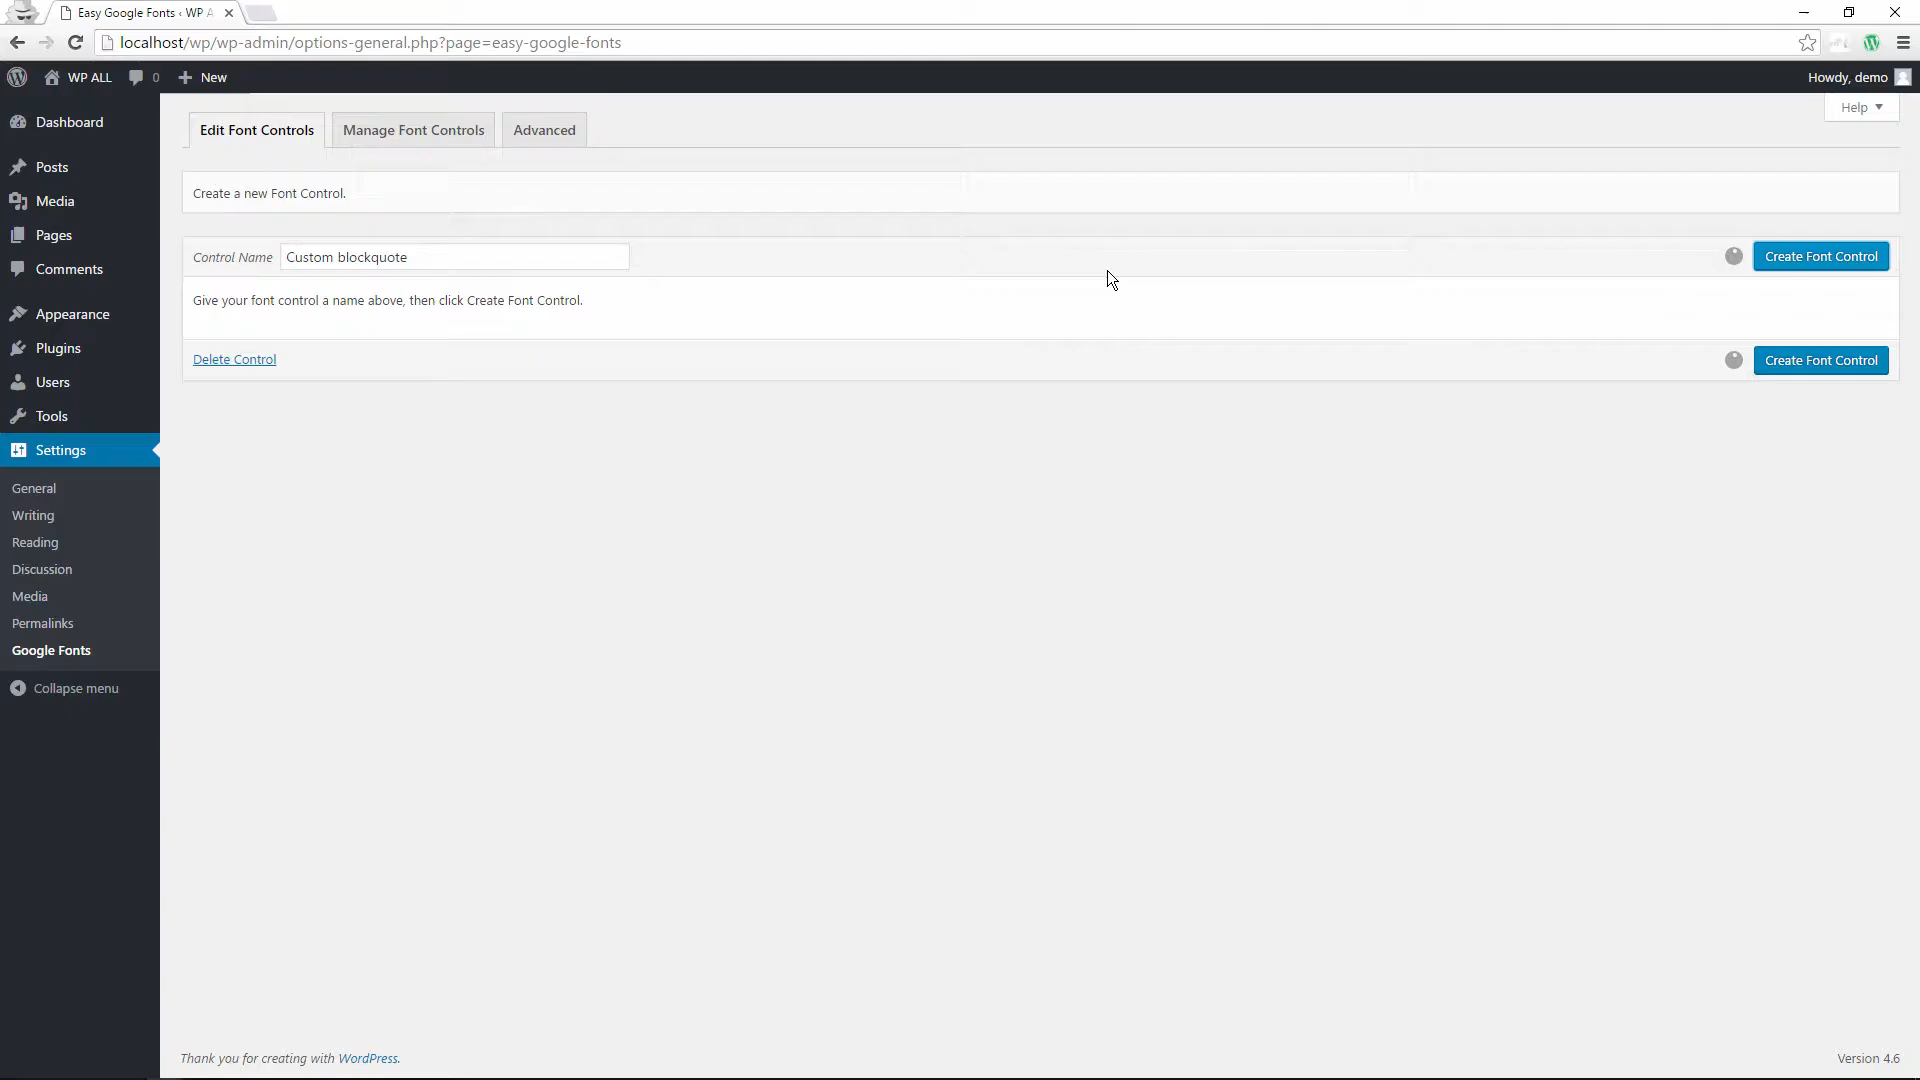 Easy Google Fonts ‹ WP A
localhost/wp/wp-admin/options-general.php?page=easy-google-fonts
WP ALL 0 New Howdy, demo
Help
Dashboard
Posts
Media
Pages
Comments
Appearance
Plugins
Users
Tools
Settings
General
Writing
Reading
Discussion
Media
Permalinks
Google Fonts
Collapse menu
Edit Font Controls Manage Font Controls Advanced
Create a new Font Control.
Control Name Custom blockquote Create Font Control
Give your font control a name above, then click Create Font Control.
Delete Control Create Font Control
Thank you for creating with WordPress. Version 4.6